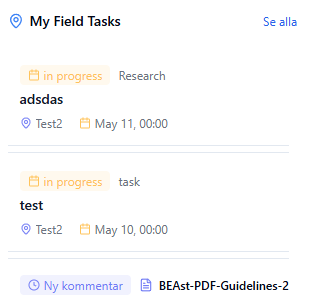 My Field Tasks
Se alla
in progress Research
adsdas
Test2 May 11, 00:00
in progress task
test
Test2 May 10, 00:00
Ny kommentar BEAst-PDF-Guidelines-2